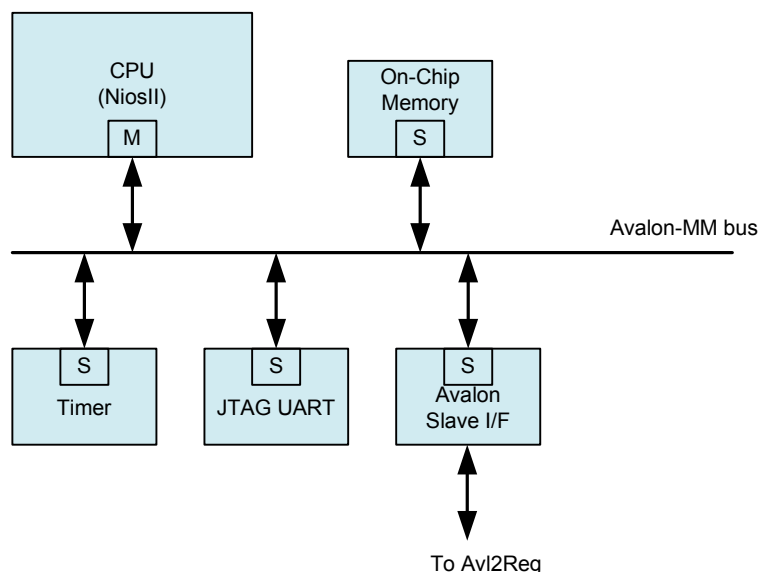 CPU
(NiosII)
M
On-Chip
Memory
S
Avalon-MM bus
S
Timer
S
JTAG UART
S
Avalon
Slave I/F
To Avl2Reg